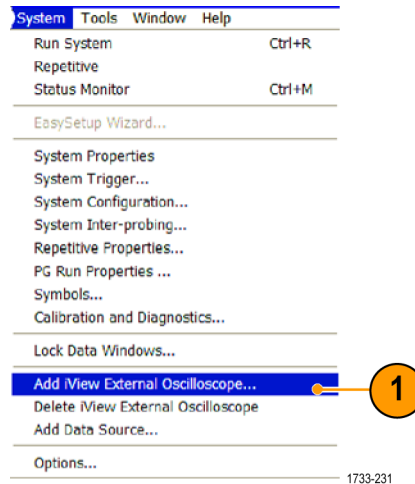 System Tools Window Help
Run System Ctrl+R
Repetitive
Status Monitor Ctrl+M
EasySetup Wizard...
System Properties
System Trigger...
System Configuration...
System Inter-probing...
Repetitive Properties...
PG Run Properties ...
Symbols...
Calibration and Diagnostics...
Lock Data Windows...
Add iView External Oscilloscope...
1
Delete iView External Oscilloscope
Add Data Source...
Options...
1733-231